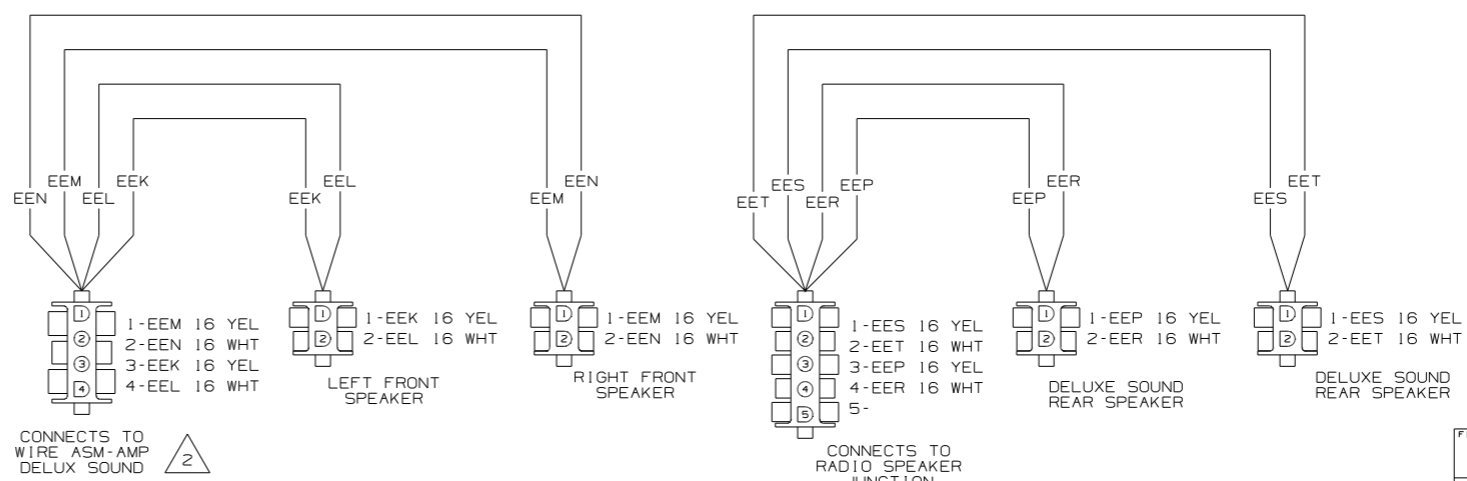 EEN
EEM
EEL
EEK
EEK
EEL
EEM
EEN
EET
EES
EER
EEP
EEP
EER
EES
EET
1
2
3
4
1-EEM 16 YEL
2-EEN 16 WHT
3-EEK 16 YEL
4-EEL 16 WHT
CONNECTS TO
WIRE ASM-AMP
DELUX SOUND
2
1
2
1-EEK 16 YEL
2-EEL 16 WHT
LEFT FRONT
SPEAKER
1
2
1-EEM 16 YEL
2-EEN 16 WHT
RIGHT FRONT
SPEAKER
1
2
3
4
5
1-EES 16 YEL
2-EET 16 WHT
3-EEP 16 YEL
4-EER 16 WHT
5-
CONNECTS TO
RADIO SPEAKER
JUNCTION
1
2
1-EEP 16 YEL
2-EER 16 WHT
DELUXE SOUND
REAR SPEAKER
1
2
1-EES 16 YEL
2-EET 16 WHT
DELUXE SOUND
REAR SPEAKER